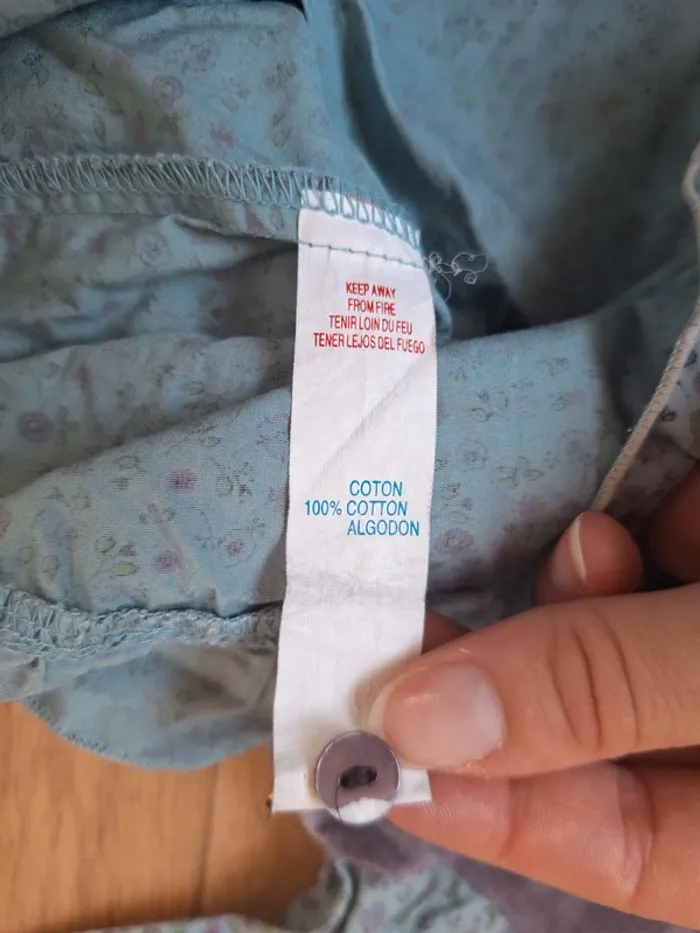 KEEP AWAY
FROM FIRE
TENIR LOIN DU FEU
TENER LEJOS DEL FUEGO
COTON
100% COTTON
ALGODON